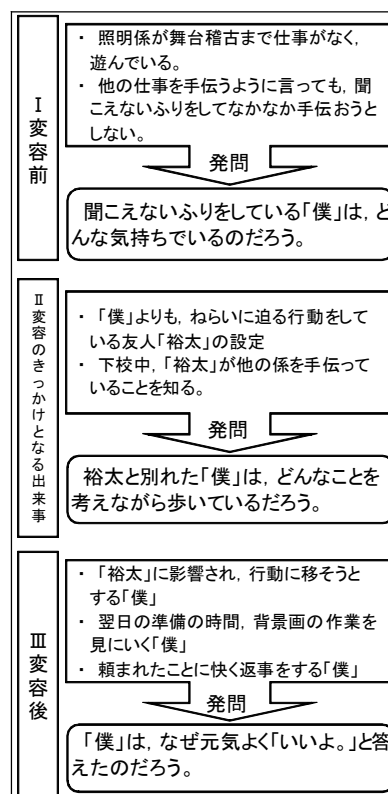 Ⅰ変容前
・ 照明係が舞台稽古まで仕事がなく,
遊んでいる。
・ 他の仕事を手伝うように言っても, 聞
こえないふりをしてなかなか手伝おうと
しない。
発問
聞こえないふりをしている「僕」は, ど
んな気持ちでいるのだろう。
Ⅱ変容のきっかけとなる出来事
・ 「僕」よりも, ねらいに迫る行動をして
いる友人「裕太」の設定
・ 下校中, 「裕太」が他の係を手伝って
いることを知る。
発問
裕太と別れた「僕」は, どんなことを
考えながら歩いているだろう。
Ⅲ変容後
・ 「裕太」に影響され, 行動に移そうと
する「僕」
・ 翌日の準備の時間, 背景画の作業を
見にいく「僕」
・ 頼まれたことに快く返事をする「僕」
発問
「僕」は, なぜ元気よく「いいよ。」と答
えたのだろう。